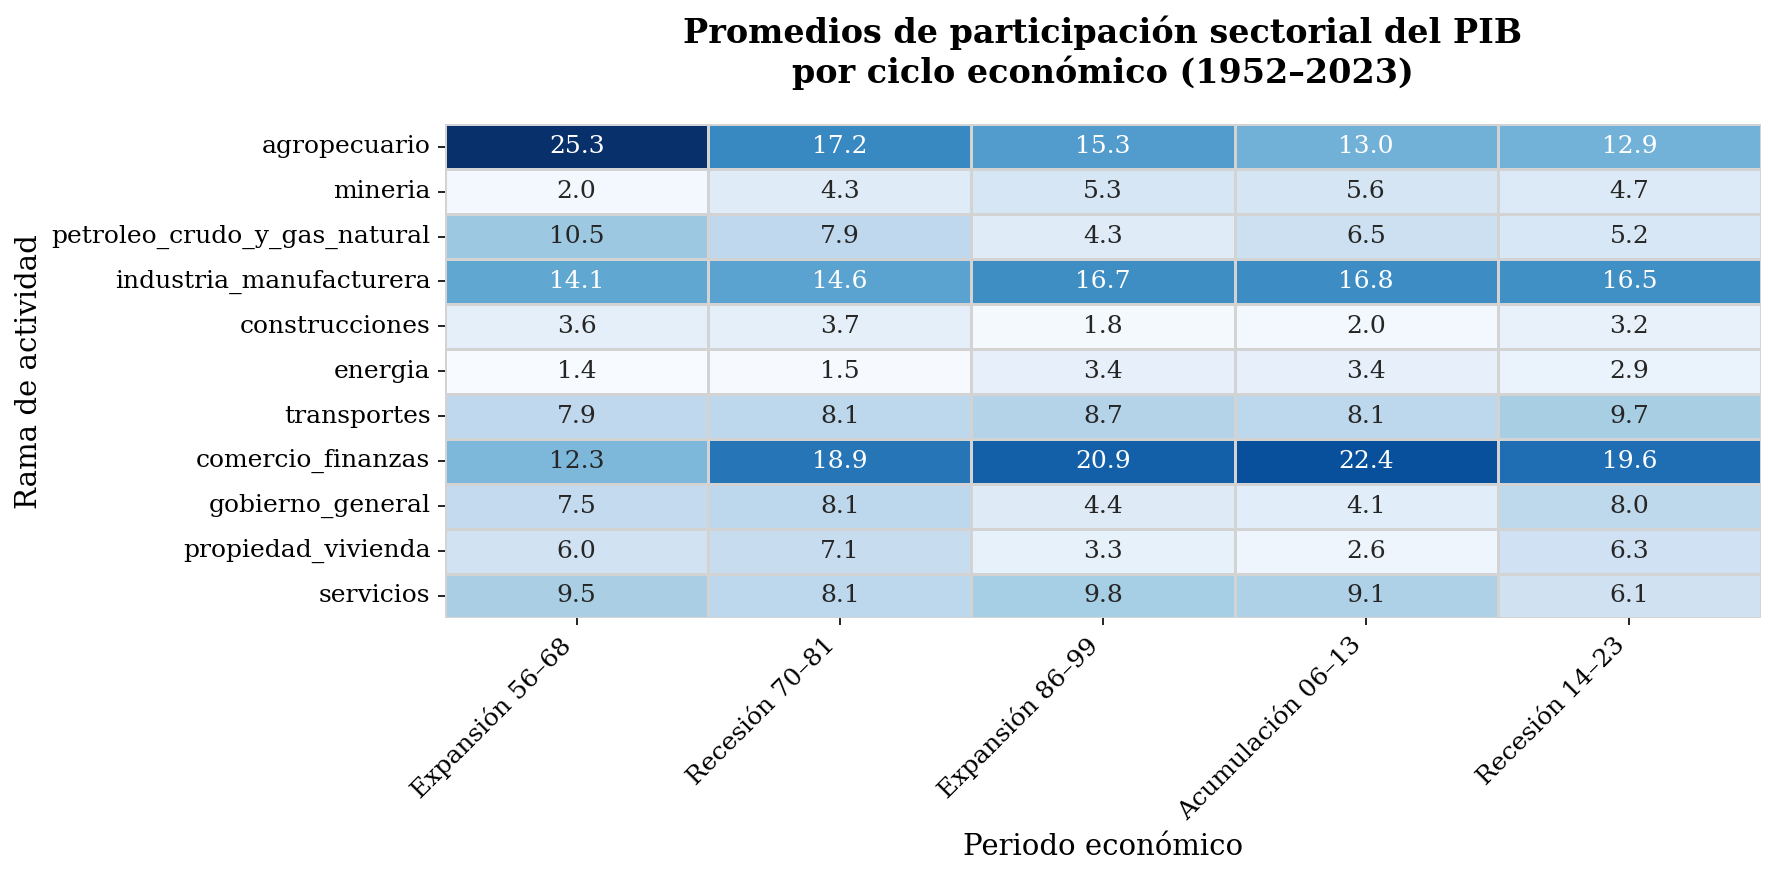 Promedios de participación sectorial del PIB
por ciclo económico (1952–2023)
Rama de actividad
agropecuario 25.3 17.2 15.3 13.0 12.9
mineria 2.0 4.3 5.3 5.6 4.7
petroleo_crudo_y_gas_natural 10.5 7.9 4.3 6.5 5.2
industria_manufacturera 14.1 14.6 16.7 16.8 16.5
construcciones 3.6 3.7 1.8 2.0 3.2
energia 1.4 1.5 3.4 3.4 2.9
transportes 7.9 8.1 8.7 8.1 9.7
comercio_finanzas 12.3 18.9 20.9 22.4 19.6
gobierno_general 7.5 8.1 4.4 4.1 8.0
propiedad_vivienda 6.0 7.1 3.3 2.6 6.3
servicios 9.5 8.1 9.8 9.1 6.1
Expansión 56–68
Recesión 70–81
Expansión 86–99
Acumulación 06–13
Recesión 14–23
Periodo económico